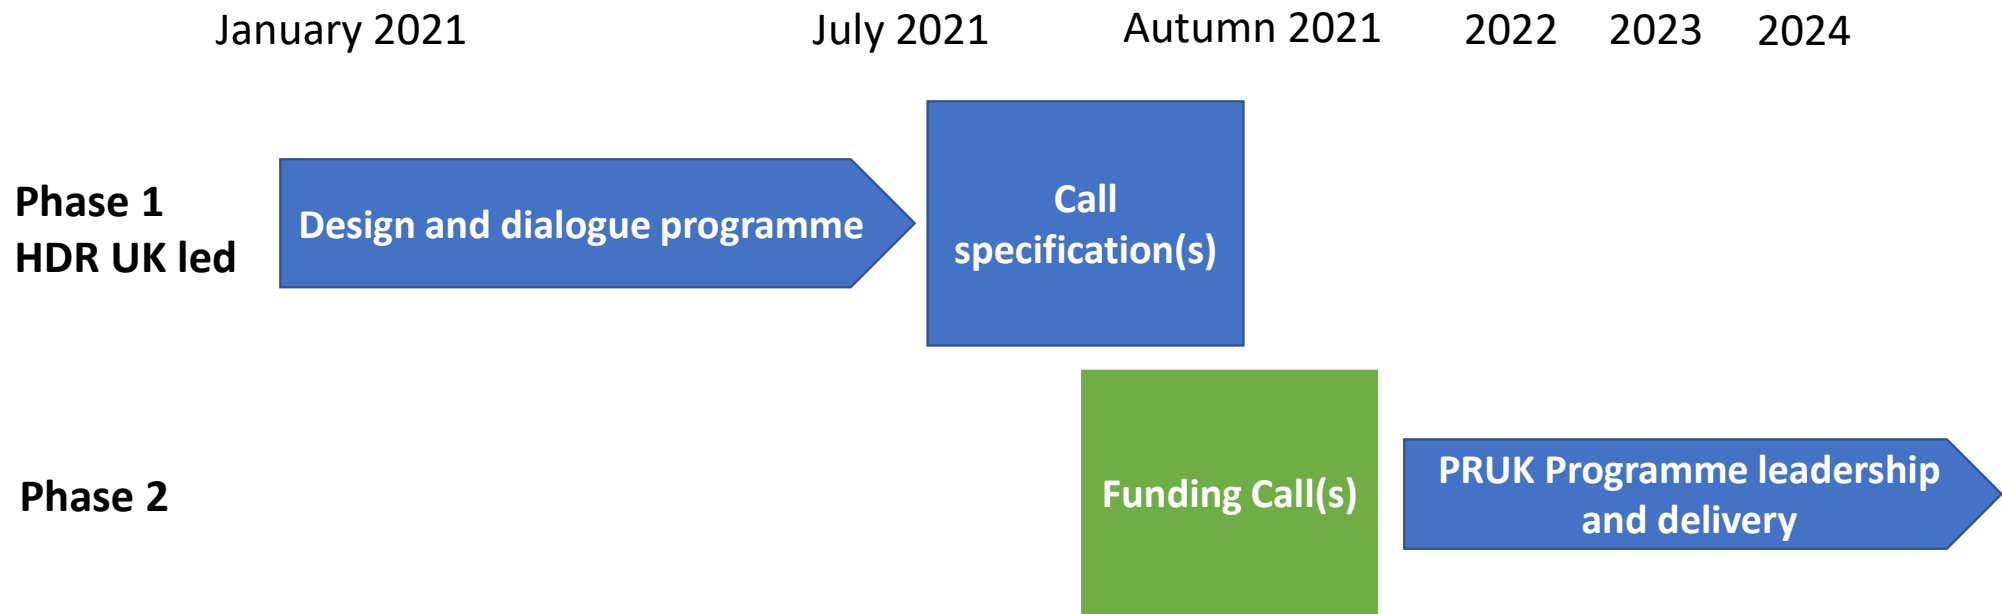 January 2021 July 2021 Autumn 2021 2022 2023 2024
Phase 1
HDR UK led
Design and dialogue programme
Call
specification(s)
Phase 2
Funding Call(s)
PRUK Programme leadership
and delivery